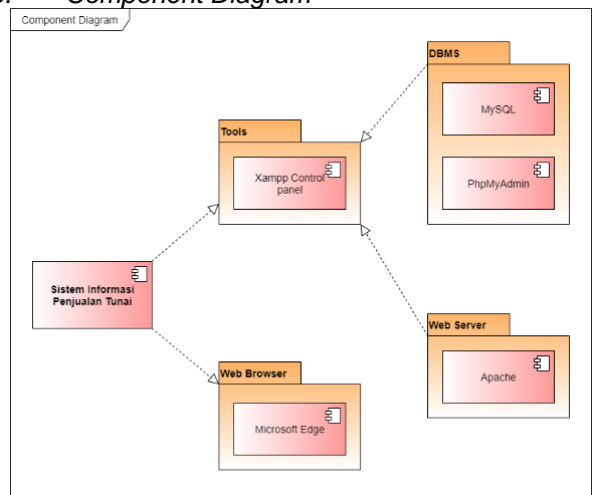 Component Diagram
Component Diagram
DBMS
MySQL
PhpMyAdmin
Tools
Xampp Control
panel
Sistem Informasi
Penjualan Tunai
Web Server
Apache
Web Browser
Microsoft Edge